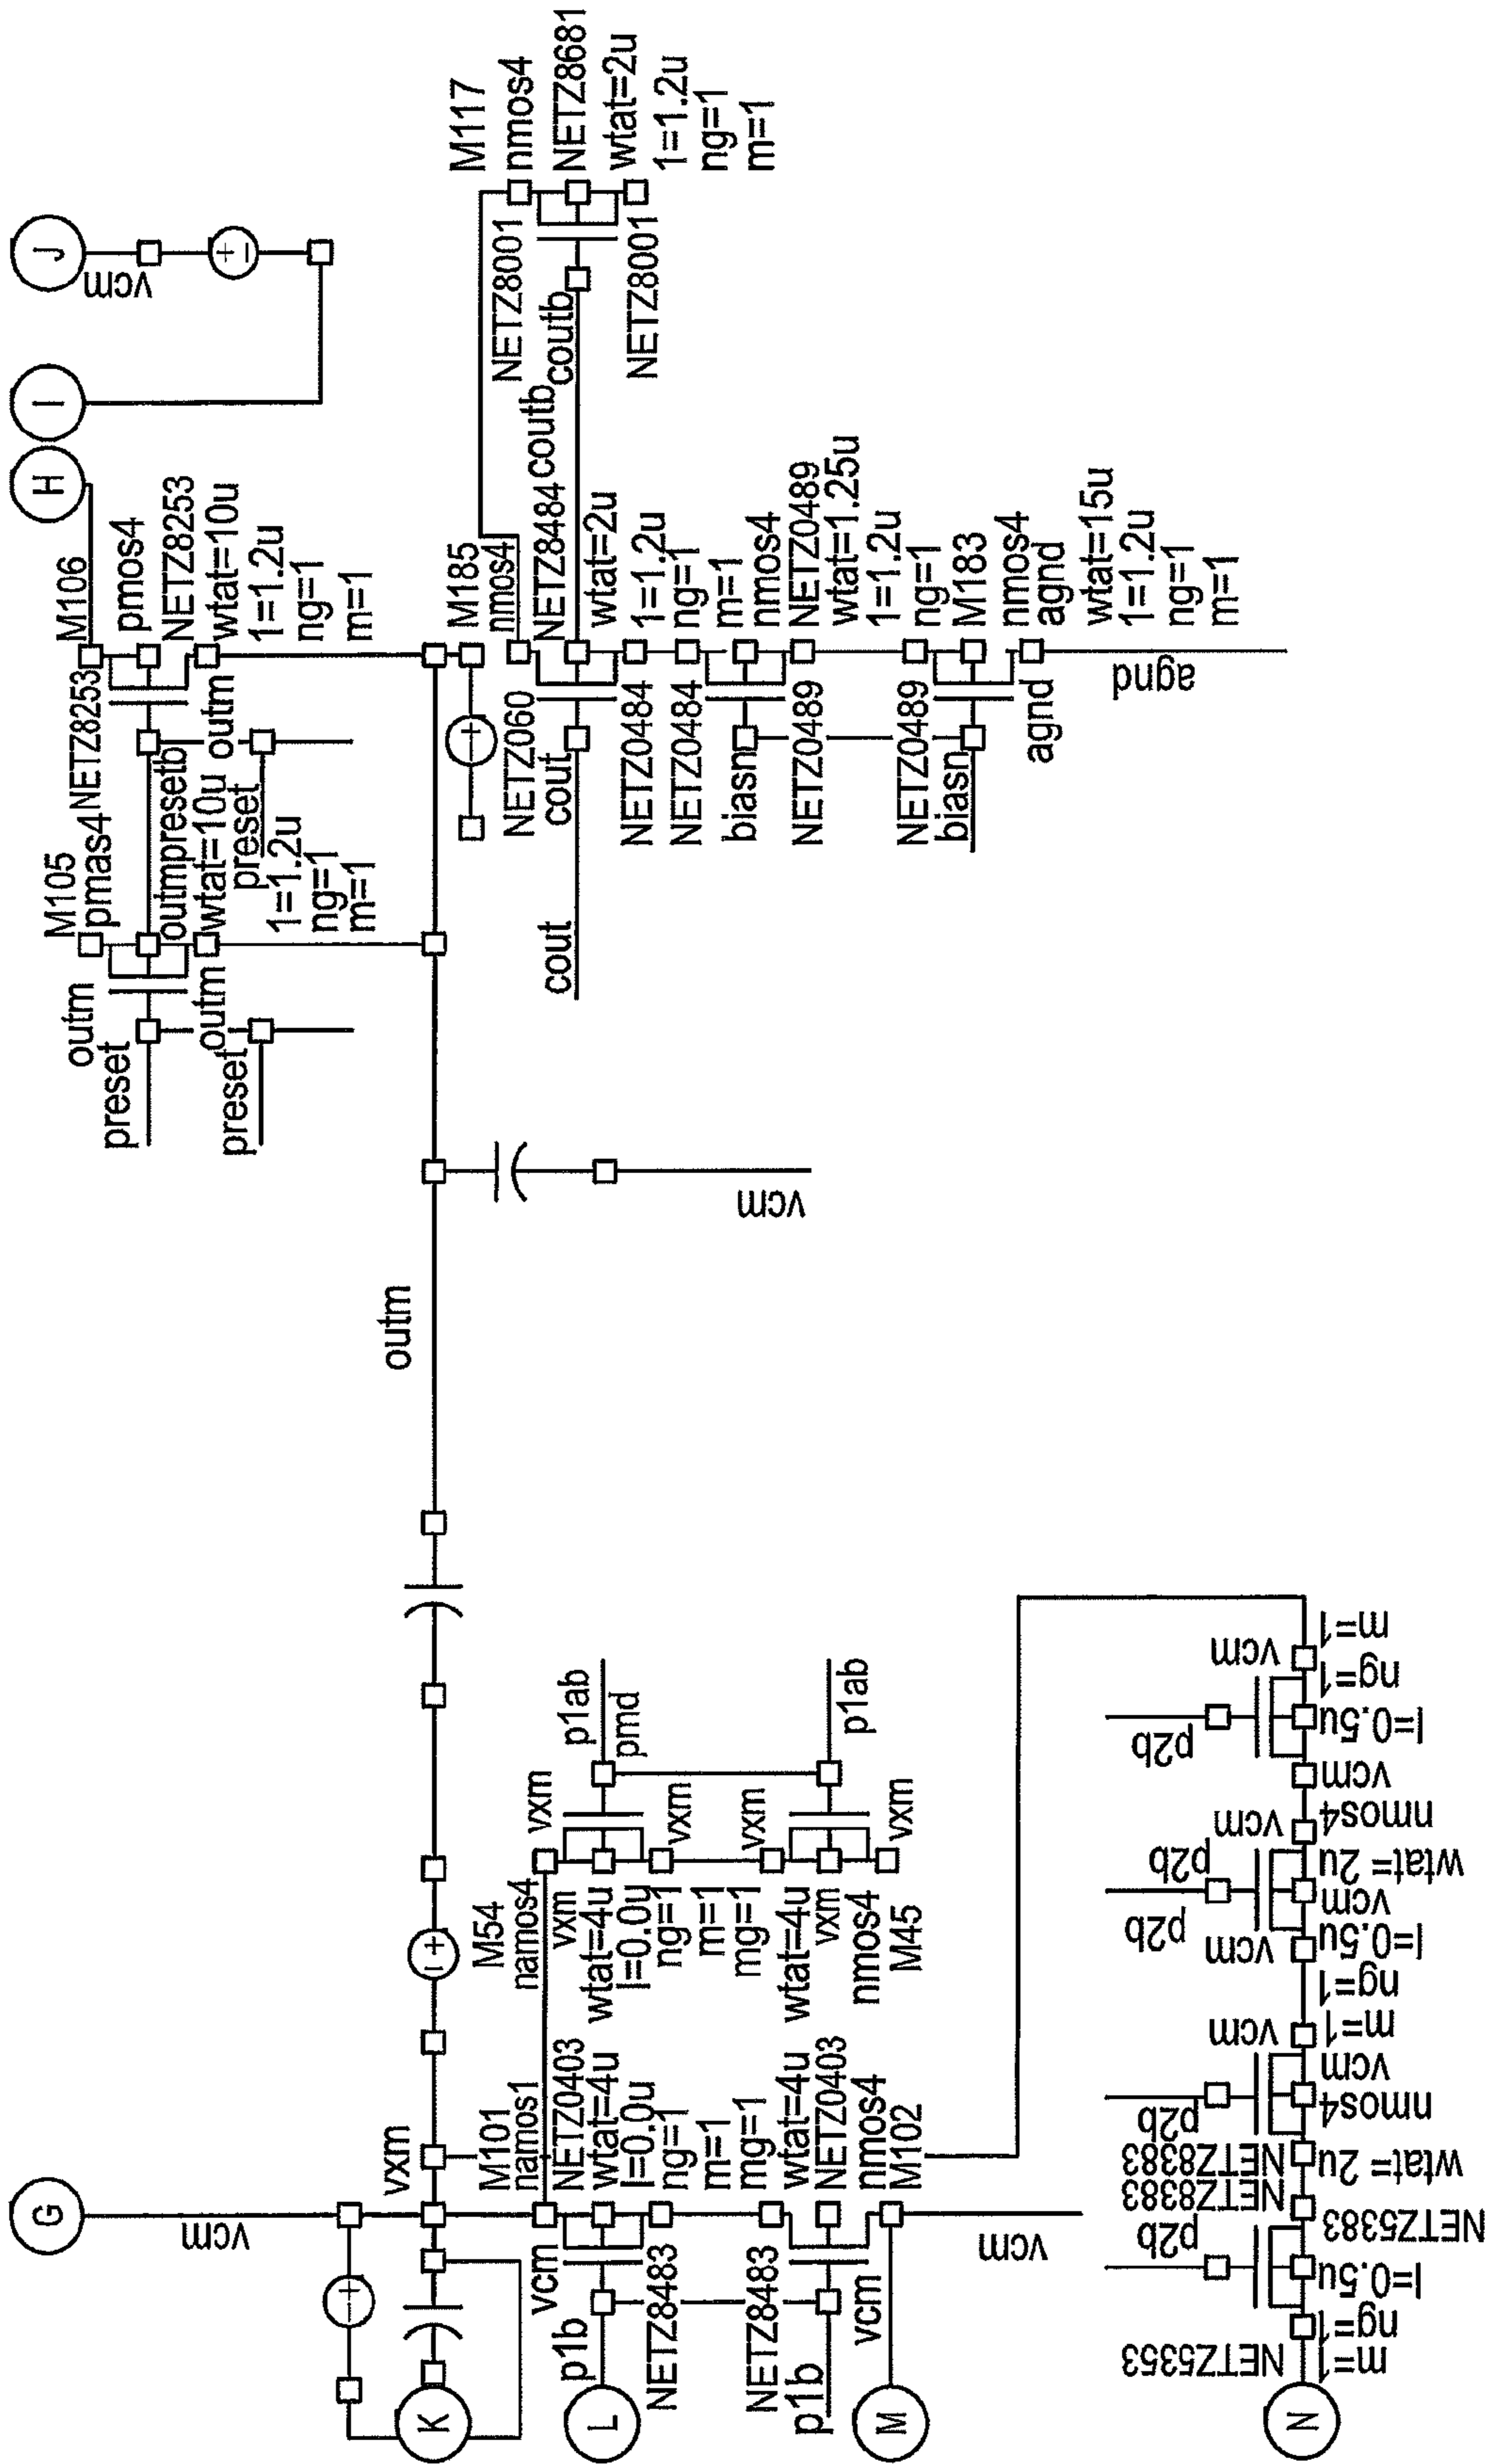 G
H
I
J
K
L
M
N
vcm
vcm
vxm
outm
vcm
M105
pmas4
NETZ8253
outm
preset
outmpresetb
wtat=10u
preset
1=1.2u
ng=1
m=1
outm
preset
M106
pmos4
NETZ8253
wtat=10u
outm
1=1.2u
ng=1
m=1
M117
nmos4
NETZ8001
NETZ8681
wtat=2u
1=1.2u
ng=1
m=1
NETZ8001
coutb
coutb
M185
nmos4
NETZ8484
NETZ060
cout
cout
wtat=2u
1=1.2u
ng=1
m=1
NETZ0484
NETZ0484
nmos4
biasn
NETZ0489
wtat=1.25u
1=1.2u
ng=1
NETZ0489
NETZ0489
M183
nmos4
biasn
agnd
agnd
wtat=15u
1=1.2u
ng=1
m=1
agnd
M101
namos1
NETZ0403
wtat=4u
l=0.0u
ng=1
m=1
mg=1
wtat=4u
NETZ0403
nmos4
M102
vcm
p1b
NETZ8483
NETZ8483
p1b
vcm
vcm
M54
namos4
vxm
vxm
wtat=4u
l=0.0u
ng=1
m=1
mg=1
wtat=4u
vxm
nmos4
M45
p1ab
pmd
vxm
vxm
p1ab
vxm
NETZ5353
m=1
ng=1
l=0.5u
p2b
NETZ5383
NETZ8383
NETZ8383
wtat= 2u
p2b
nmos4
vcm
vcm
m=1
ng=1
vcm
l=0.5u
p2b
vcm
p2b
wtat= 2u
vcm
nmos4
vcm
p2b
l=0.5u
ng=1
vcm
m=1